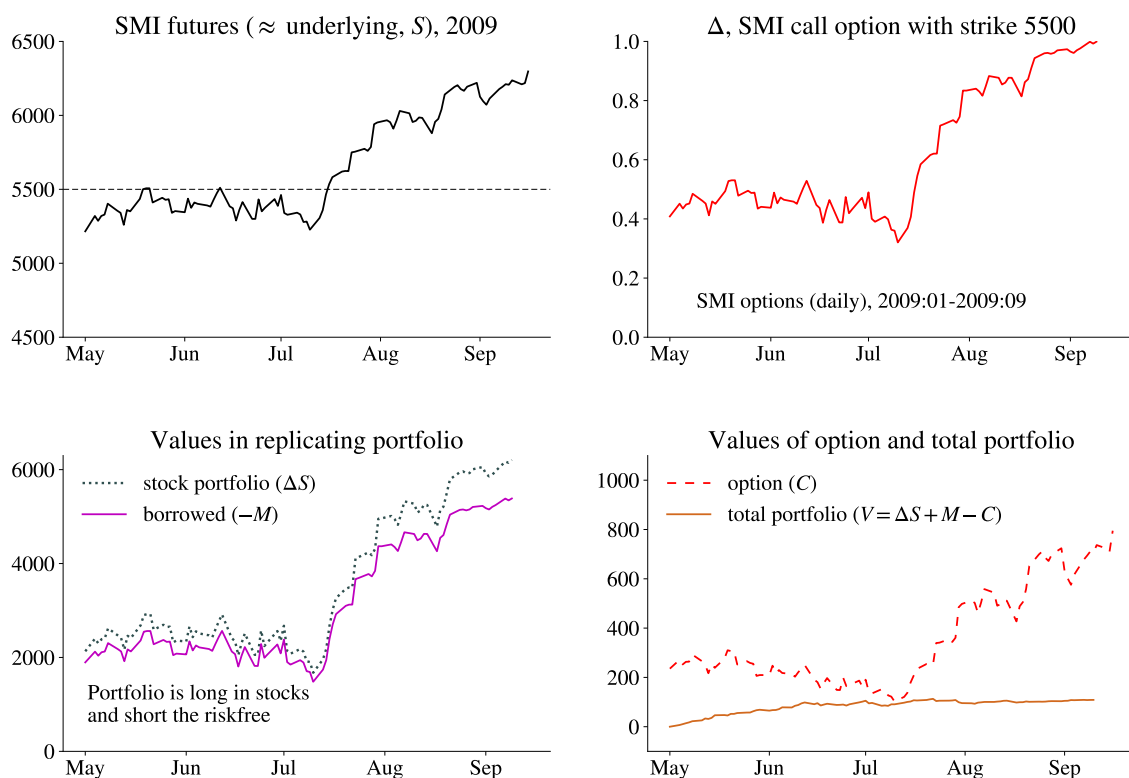 SMI futures (≈ underlying, S), 2009
6500
6000
5500
5000
4500
May Jun Jul Aug Sep
Δ, SMI call option with strike 5500
1.0
0.8
0.6
0.4
0.2
0.0
SMI options (daily), 2009:01-2009:09
May Jun Jul Aug Sep
Values in replicating portfolio
6000
4000
2000
0
stock portfolio (ΔS)
borrowed (−M)
Portfolio is long in stocks
and short the riskfree
May Jun Jul Aug Sep
Values of option and total portfolio
1000
800
600
400
200
0
option (C)
total portfolio (V = ΔS + M − C)
May Jun Jul Aug Sep